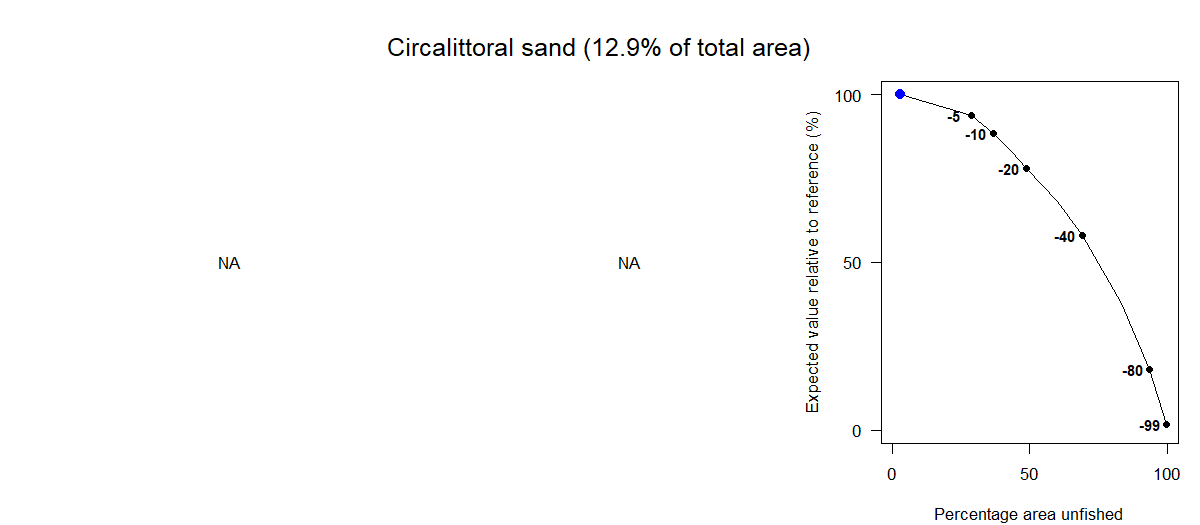 Circalittoral sand (12.9% of total area)
NA
NA
Expected value relative to reference (%)
100
50
0
-5
-10
-20
-40
-80
-99
0 50 100
Percentage area unfished